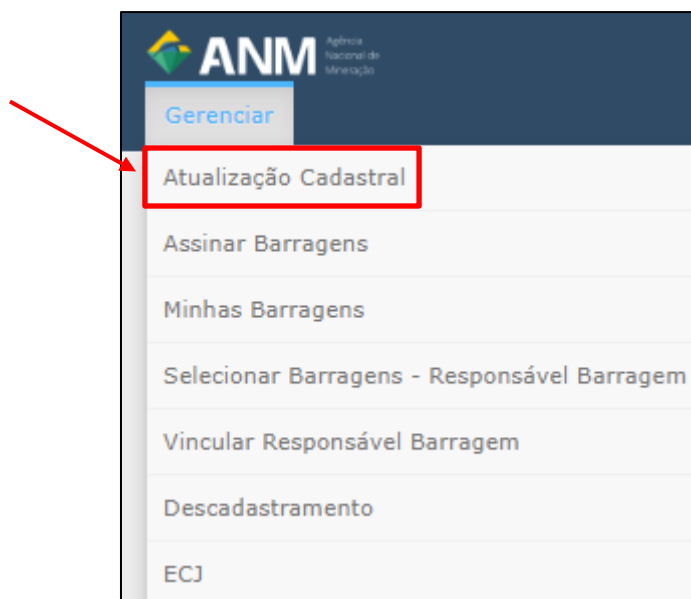 ANM
Agência
Nacional de
Mineração
Gerenciar
Atualização Cadastral
Assinar Barragens
Minhas Barragens
Selecionar Barragens - Responsável Barragem
Vincular Responsável Barragem
Descadastramento
ECJ